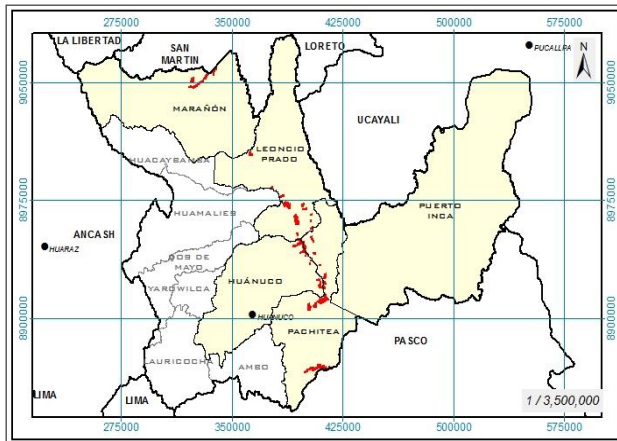 275000 350000 425000 500000 575000
LA LIBERTAD
SAN
MARTIN
LORETO
PUCALLPA
N
9050000
9050000
MARAÑÓN
UCAYALI
LEONCIO
PRADO
HUACAYBAMBA
8975000
8975000
HUAMALIES
PUERTO
INCA
ANCASH
HUARAZ
DOS DE
MAYO
HUÁNUCO
YAROWILCA
HUÁNUCO
8900000
8900000
PACHITEA
PASCO
LAURICOCHA
AMBO
LIMA
LIMA
1 / 3,500,000
275000 350000 425000 500000 575000